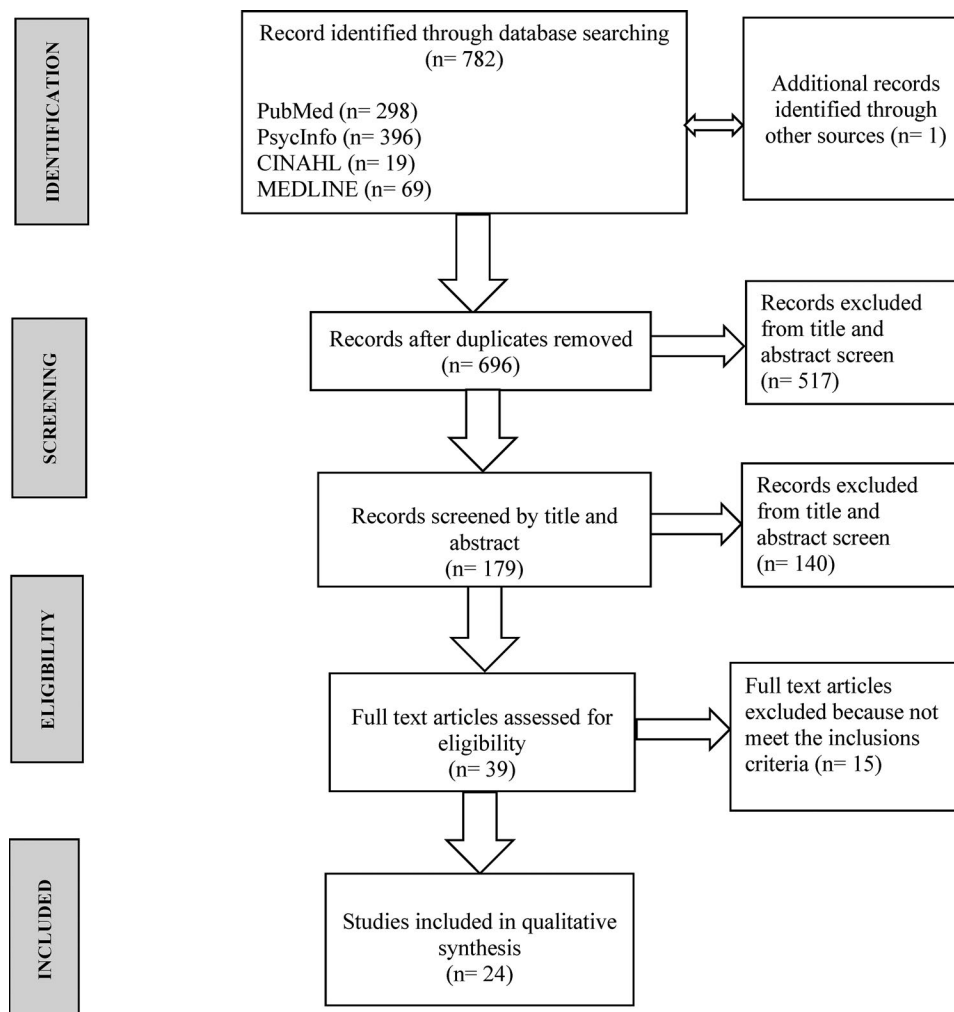 IDENTIFICATION
Record identified through database searching
(n= 782)
PubMed (n= 298)
PsycInfo (n= 396)
CINAHL (n= 19)
MEDLINE (n= 69)
Additional records
identified through
other sources (n= 1)
SCREENING
Records after duplicates removed
(n= 696)
Records excluded
from title and
abstract screen
(n= 517)
Records screened by title and
abstract
(n= 179)
Records excluded
from title and
abstract screen
(n= 140)
ELIGIBILITY
Full text articles assessed for
eligibility
(n= 39)
Full text articles
excluded because not
meet the inclusions
criteria (n= 15)
INCLUDED
Studies included in qualitative
synthesis
(n= 24)